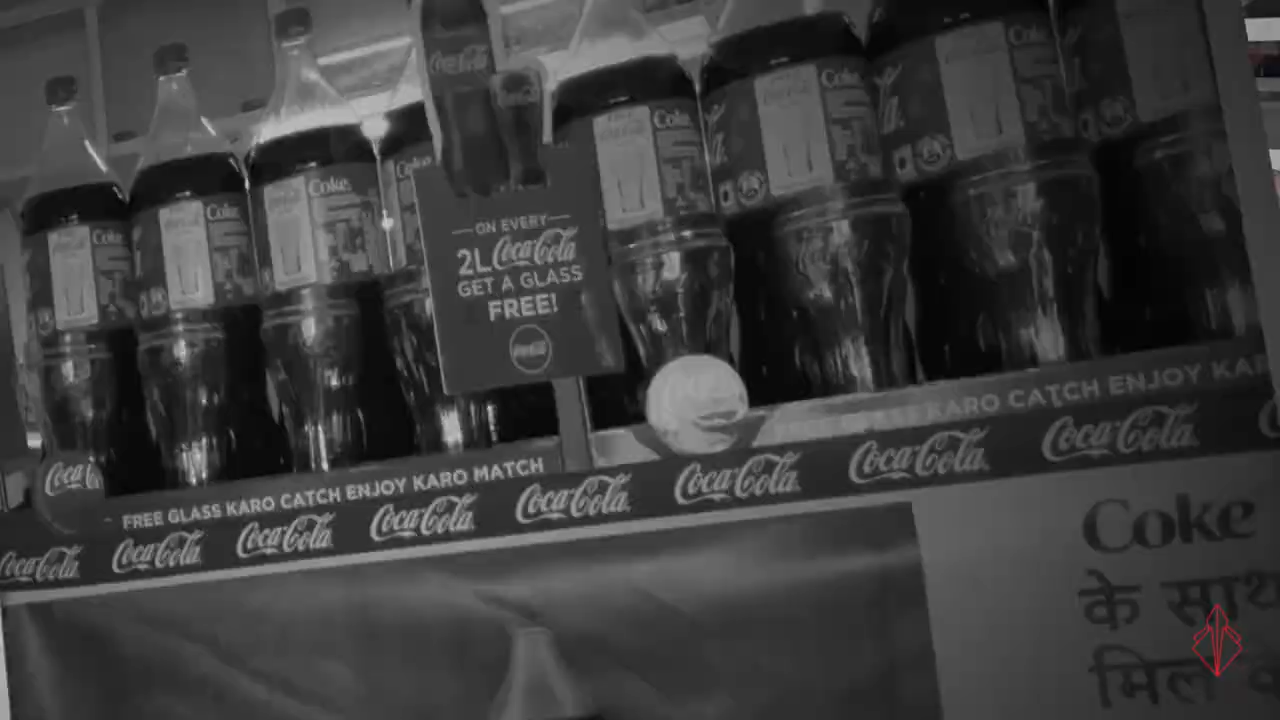 Coca-Cola
Coke
Coke
Coke
Coke
Coke
Coke
ON EVERY
2L Coca-Cola
GET A GLASS
FREE!
Coca-Cola
FREE GLASS KARO CATCH ENJOY KARO MATCH
KARO CATCH ENJOY KAR
Coca-Cola Coca-Cola Coca-Cola Coca-Cola Coca-Cola Coca-Cola Coca-Cola Coca-Cola
Coke
के साथ
मिल